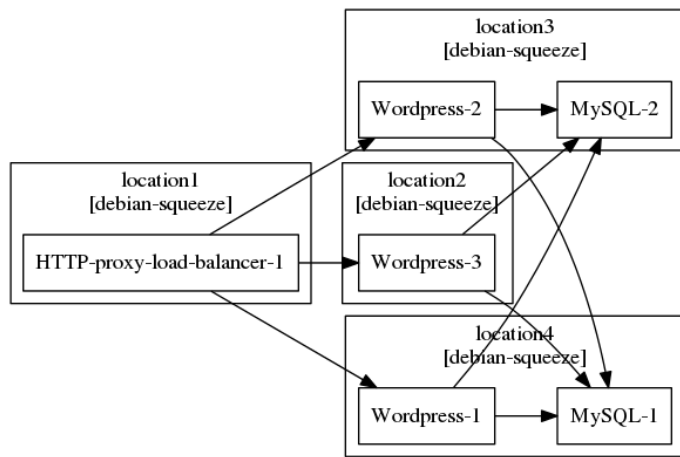 location3
[debian-squeeze]
Wordpress-2
MySQL-2
location1
[debian-squeeze]
HTTP-proxy-load-balancer-1
location2
[debian-squeeze]
Wordpress-3
location4
[debian-squeeze]
Wordpress-1
MySQL-1